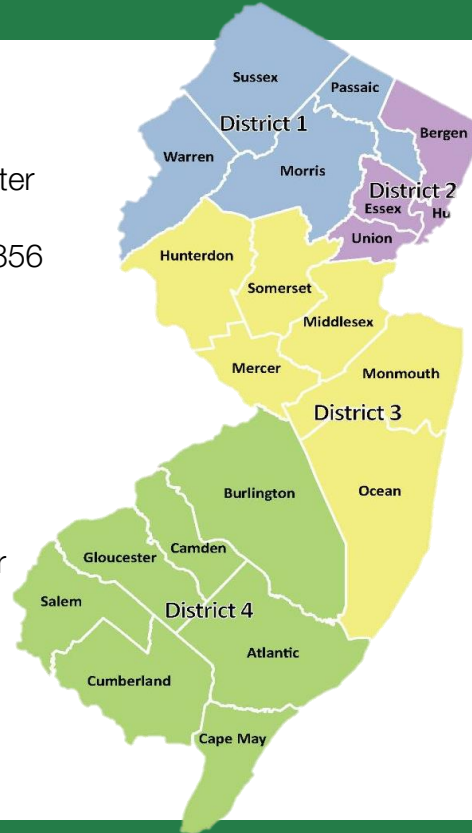 ter
356
r
Sussex
Passaic
District 1
Bergen
Warren
Morris
District 2
Essex
Hu
Union
Hunterdon
Somerset
Middlesex
Mercer
Monmouth
District 3
Ocean
Burlington
Camden
Gloucester
Salem
District 4
Atlantic
Cumberland
Cape May